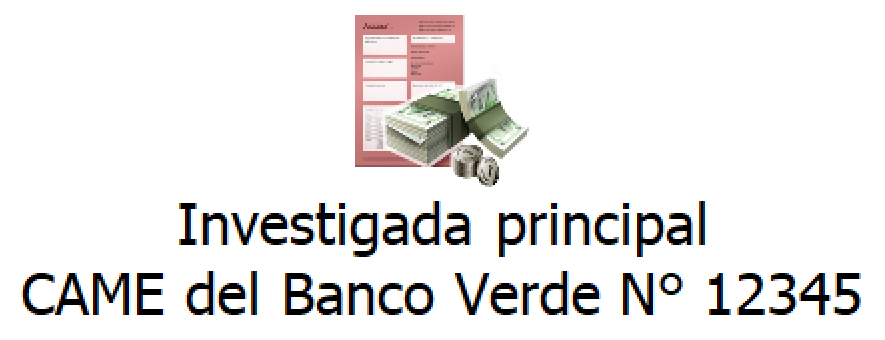 Investigada principal
CAME del Banco Verde N° 12345